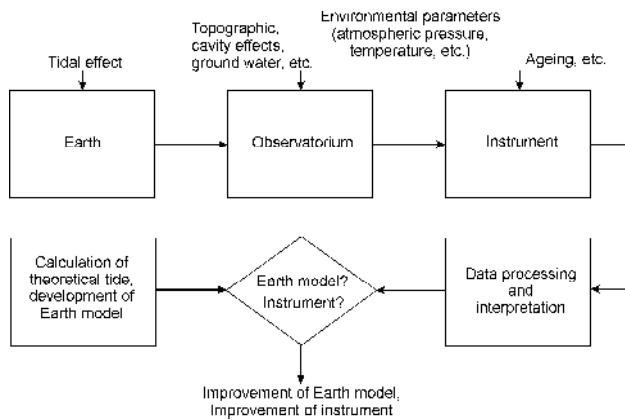 Tidal effect
Topographic,
cavity effects,
ground water, etc.
Environmental parameters
(atmospheric pressure,
temperature, etc.)
Ageing, etc.
Earth
Observatorium
Instrument
Calculation of
theoretical tide,
development of
Earth model
Earth model?
Instrument?
Data processing
and
interpretation
Improvement of Earth model,
Improvement of instrument